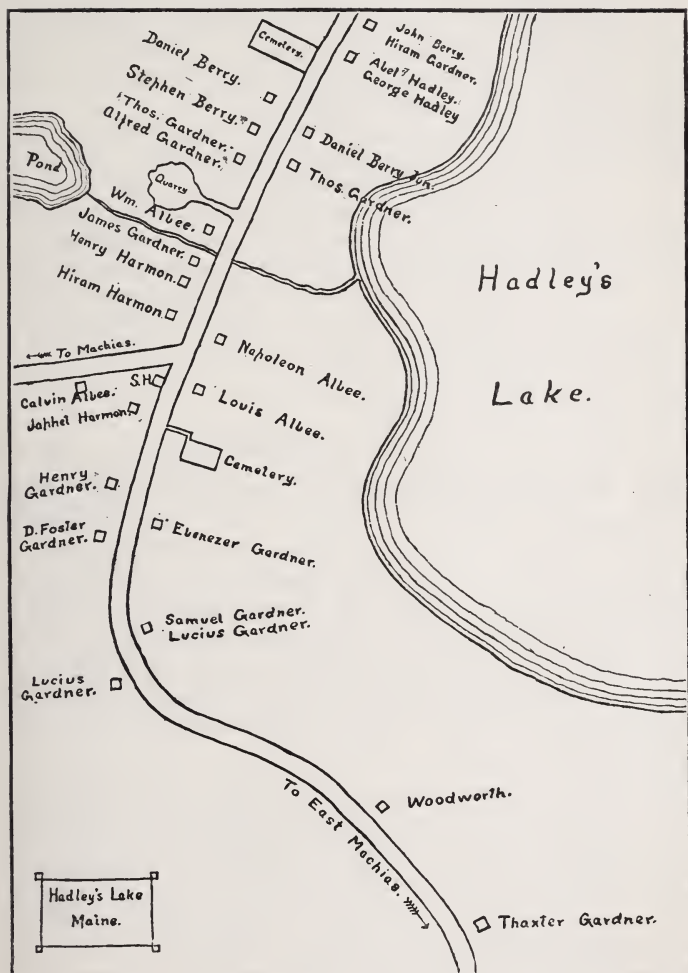 Cemetery.
John Berry.
Hiram Gardner.
Abel Hadley.
George Hadley
Daniel Berry.
Stephen Berry.
Thos. Gardner.
Alfred Gardner.
Daniel Berry Jun.
Thos. Gardner.
Pond
Quarry
Wm. Albee.
James Gardner.
Henry Harmon.
Hiram Harmon.
Hadley's
Lake.
To Machias.
Napoleon Albee.
S.H.
Calvin Albee.
Japhet Harmon.
Louis Albee.
Cemetery.
Henry
Gardner.
D. Foster
Gardner.
Ebenezer Gardner.
Samuel Gardner.
Lucius Gardner.
Lucius
Gardner.
To East Machias.
Woodworth.
Thaxter Gardner.
Hadley's Lake
Maine.